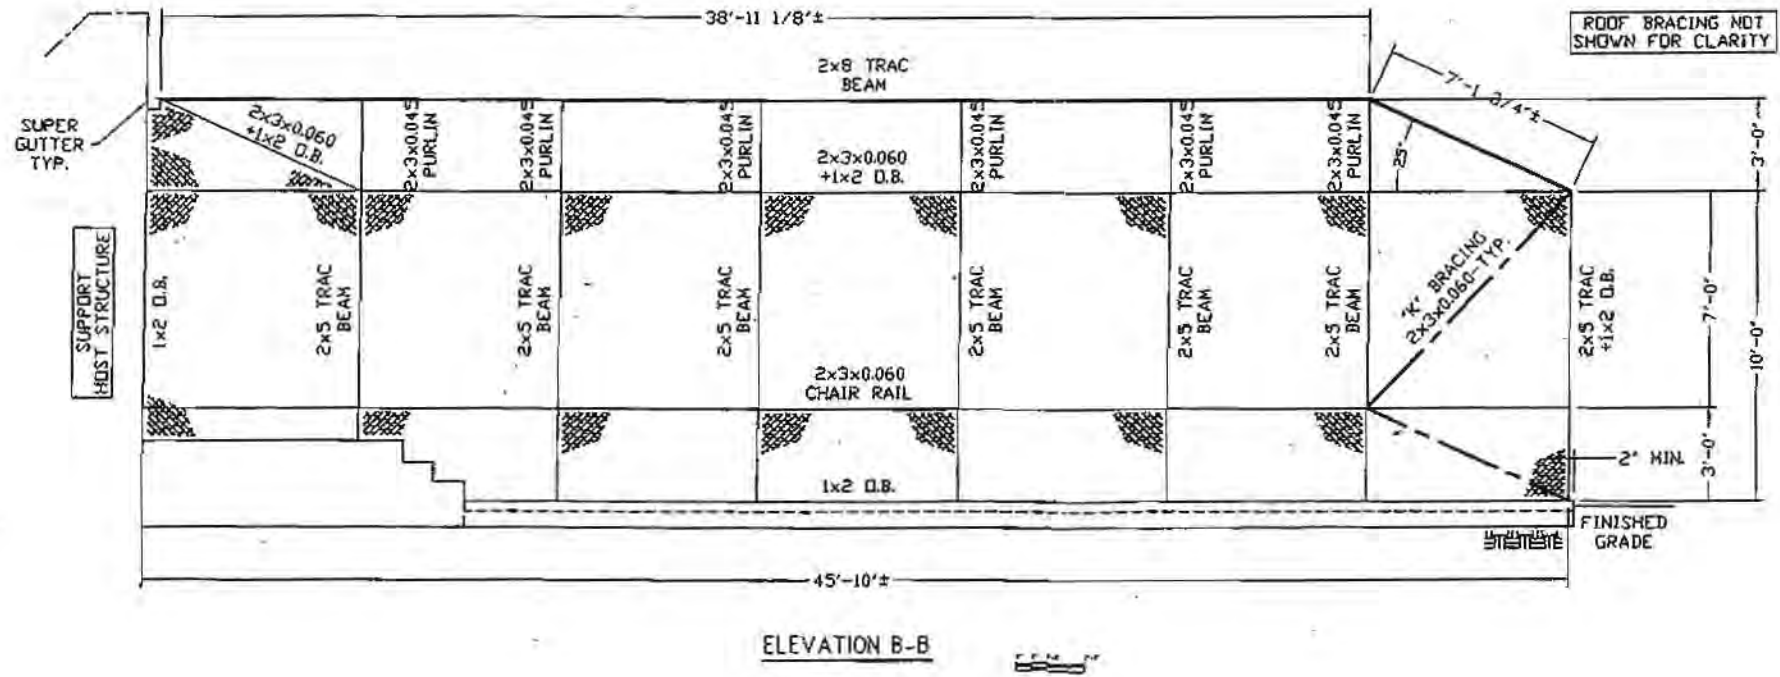 38'-11 1/8"±
ROOF BRACING NOT
SHOWN FOR CLARITY
2x8 TRAC
BEAM
7'-1 3/4"±
SUPER
GUTTER
TYP.
2x3x0.060
+1x2 O.B.
2x3x0.045
PURLIN
2x3x0.045
PURLIN
2x3x0.045
PURLIN
2x3x0.060
+1x2 O.B.
2x3x0.045
PURLIN
2x3x0.045
PURLIN
2x3x0.045
PURLIN
3'-0"
SUPPORT
HOST STRUCTURE
1x2 O.B.
2x5 TRAC
BEAM
2x5 TRAC
BEAM
2x5 TRAC
BEAM
2x5 TRAC
BEAM
2x5 TRAC
BEAM
2x5 TRAC
BEAM
"K" BRACING
2x3x0.060-TYP.
2x5 TRAC
+1x2 O.B.
7'-0"
10'-0"
2x3x0.060
CHAIR RAIL
1x2 O.B.
2" MIN.
3'-0"
FINISHED
GRADE
45'-10"±
ELEVATION B-B